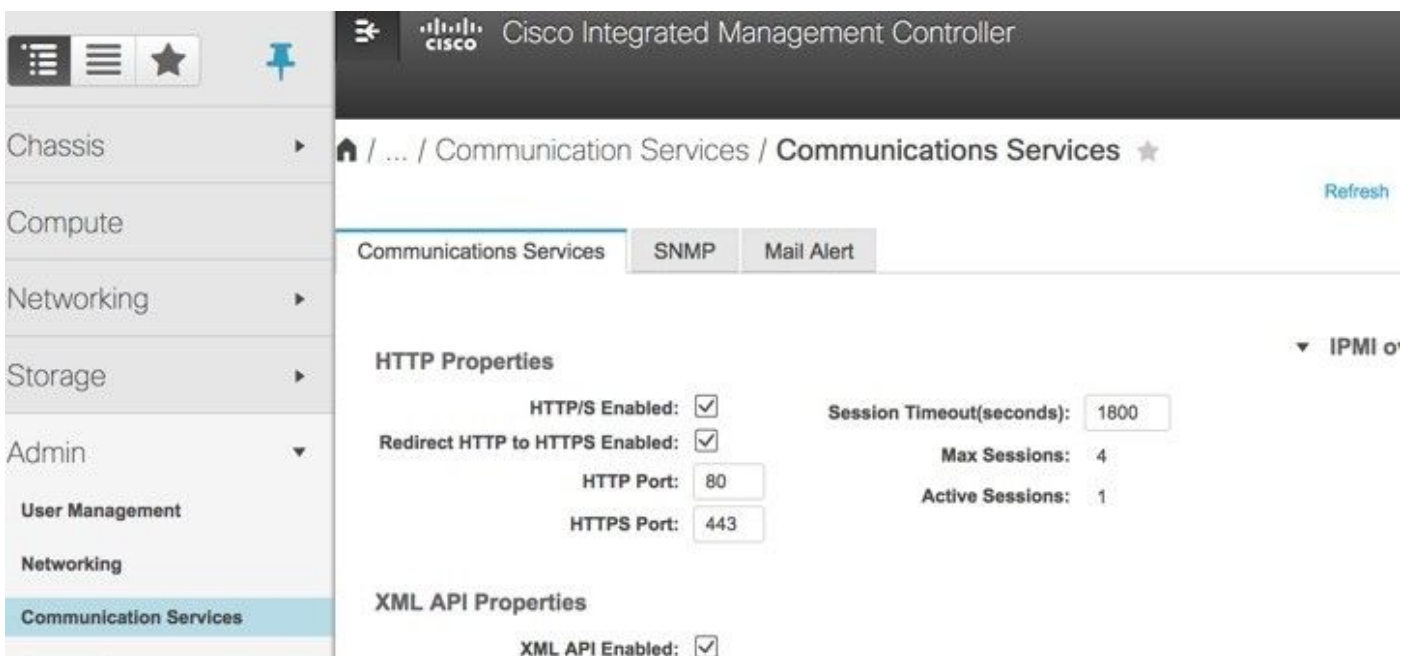 CISCO Cisco Integrated Management Controller
Chassis
Compute
Networking
Storage
Admin
User Management
Networking
Communication Services
/ ... / Communication Services / Communications Services
Refresh
Communications Services SNMP Mail Alert
HTTP Properties
HTTP/S Enabled:
Redirect HTTP to HTTPS Enabled:
HTTP Port: 80
HTTPS Port: 443
Session Timeout(seconds): 1800
Max Sessions: 4
Active Sessions: 1
IPMI
XML API Properties
XML API Enabled: